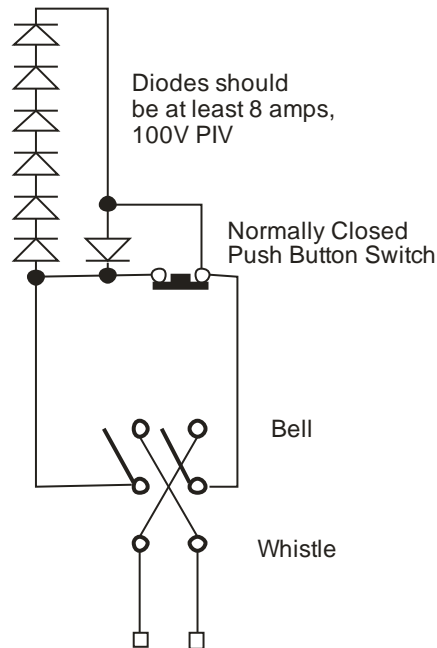 Diodes should
be at least 8 amps,
100V PIV
Normally Closed
Push Button Switch
Bell
Whistle